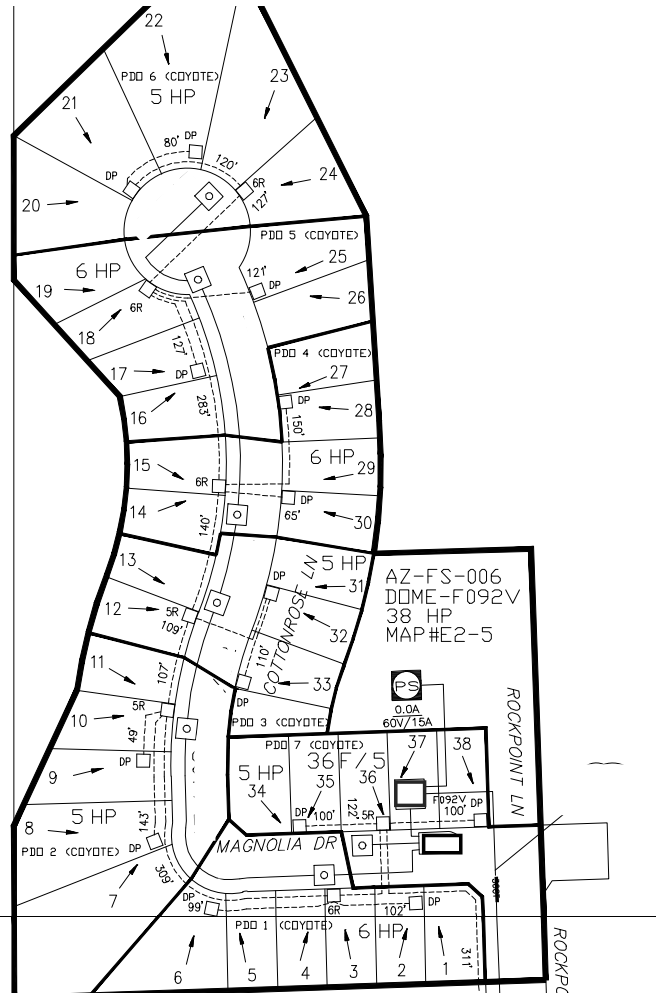 22
PDO 6 (COYOTE)
5 HP
23
21
80'
DP
120'
DP
6R
127'
24
20
PDO 5 (COYOTE)
25
6 HP
121'
DP
19
26
6R
18
127'
PDO 4 (COYOTE)
17
DP
27
16
283'
DP
28
150'
6 HP
29
15
6R
DP
14
65'
30
140'
5 HP
13
DP
31
COTTONROSE LN
AZ-FS-006
DOME-F092V
38 HP
MAP#E2-5
12
5R
109'
32
110'
11
107'
33
DP
PS
0.0A
60V/15A
10
5R
PDO 3 (COYOTE)
ROCKPOINT LN
49'
PDO 7 (COYOTE)
37
38
36 F/5
5 HP
35
36
9
DP
34
F092V
DP
5 HP
143'
DP
100'
122'
5R
100'
8
DP
PDO 2 (COYOTE)
MAGNOLIA DR
7
309'
DP
99'
6R
102'
DP
PDO 1 (COYOTE)
6 HP
6
5
4
3
2
1
311'
ROCKPO